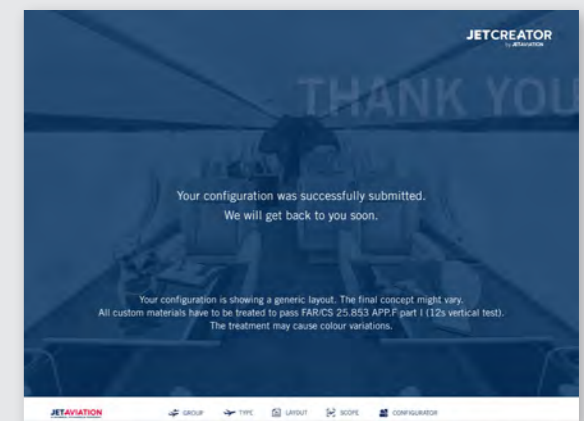 JETCREATOR
by JETAVIATION
THANK YOU
Your configuration was successfully submitted.
We will get back to you soon.
Your configuration is showing a generic layout. The final concept might vary.
All custom materials have to be treated to pass FAR/CS 25.853 APP.F part I (12s vertical test).
The treatment may cause colour variations.
JETAVIATION
GROUP TYPE LAYOUT SCOPE CONFIGURATOR